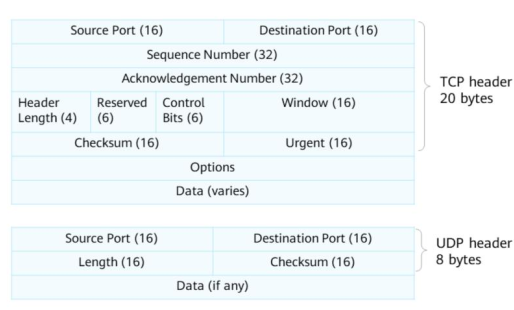 Source Port (16) Destination Port (16)
Sequence Number (32)
Acknowledgement Number (32)
Header Length (4) Reserved (6) Control Bits (6) Window (16)
Checksum (16) Urgent (16)
Options
Data (varies)
TCP header
20 bytes
Source Port (16) Destination Port (16)
Length (16) Checksum (16)
Data (if any)
UDP header
8 bytes